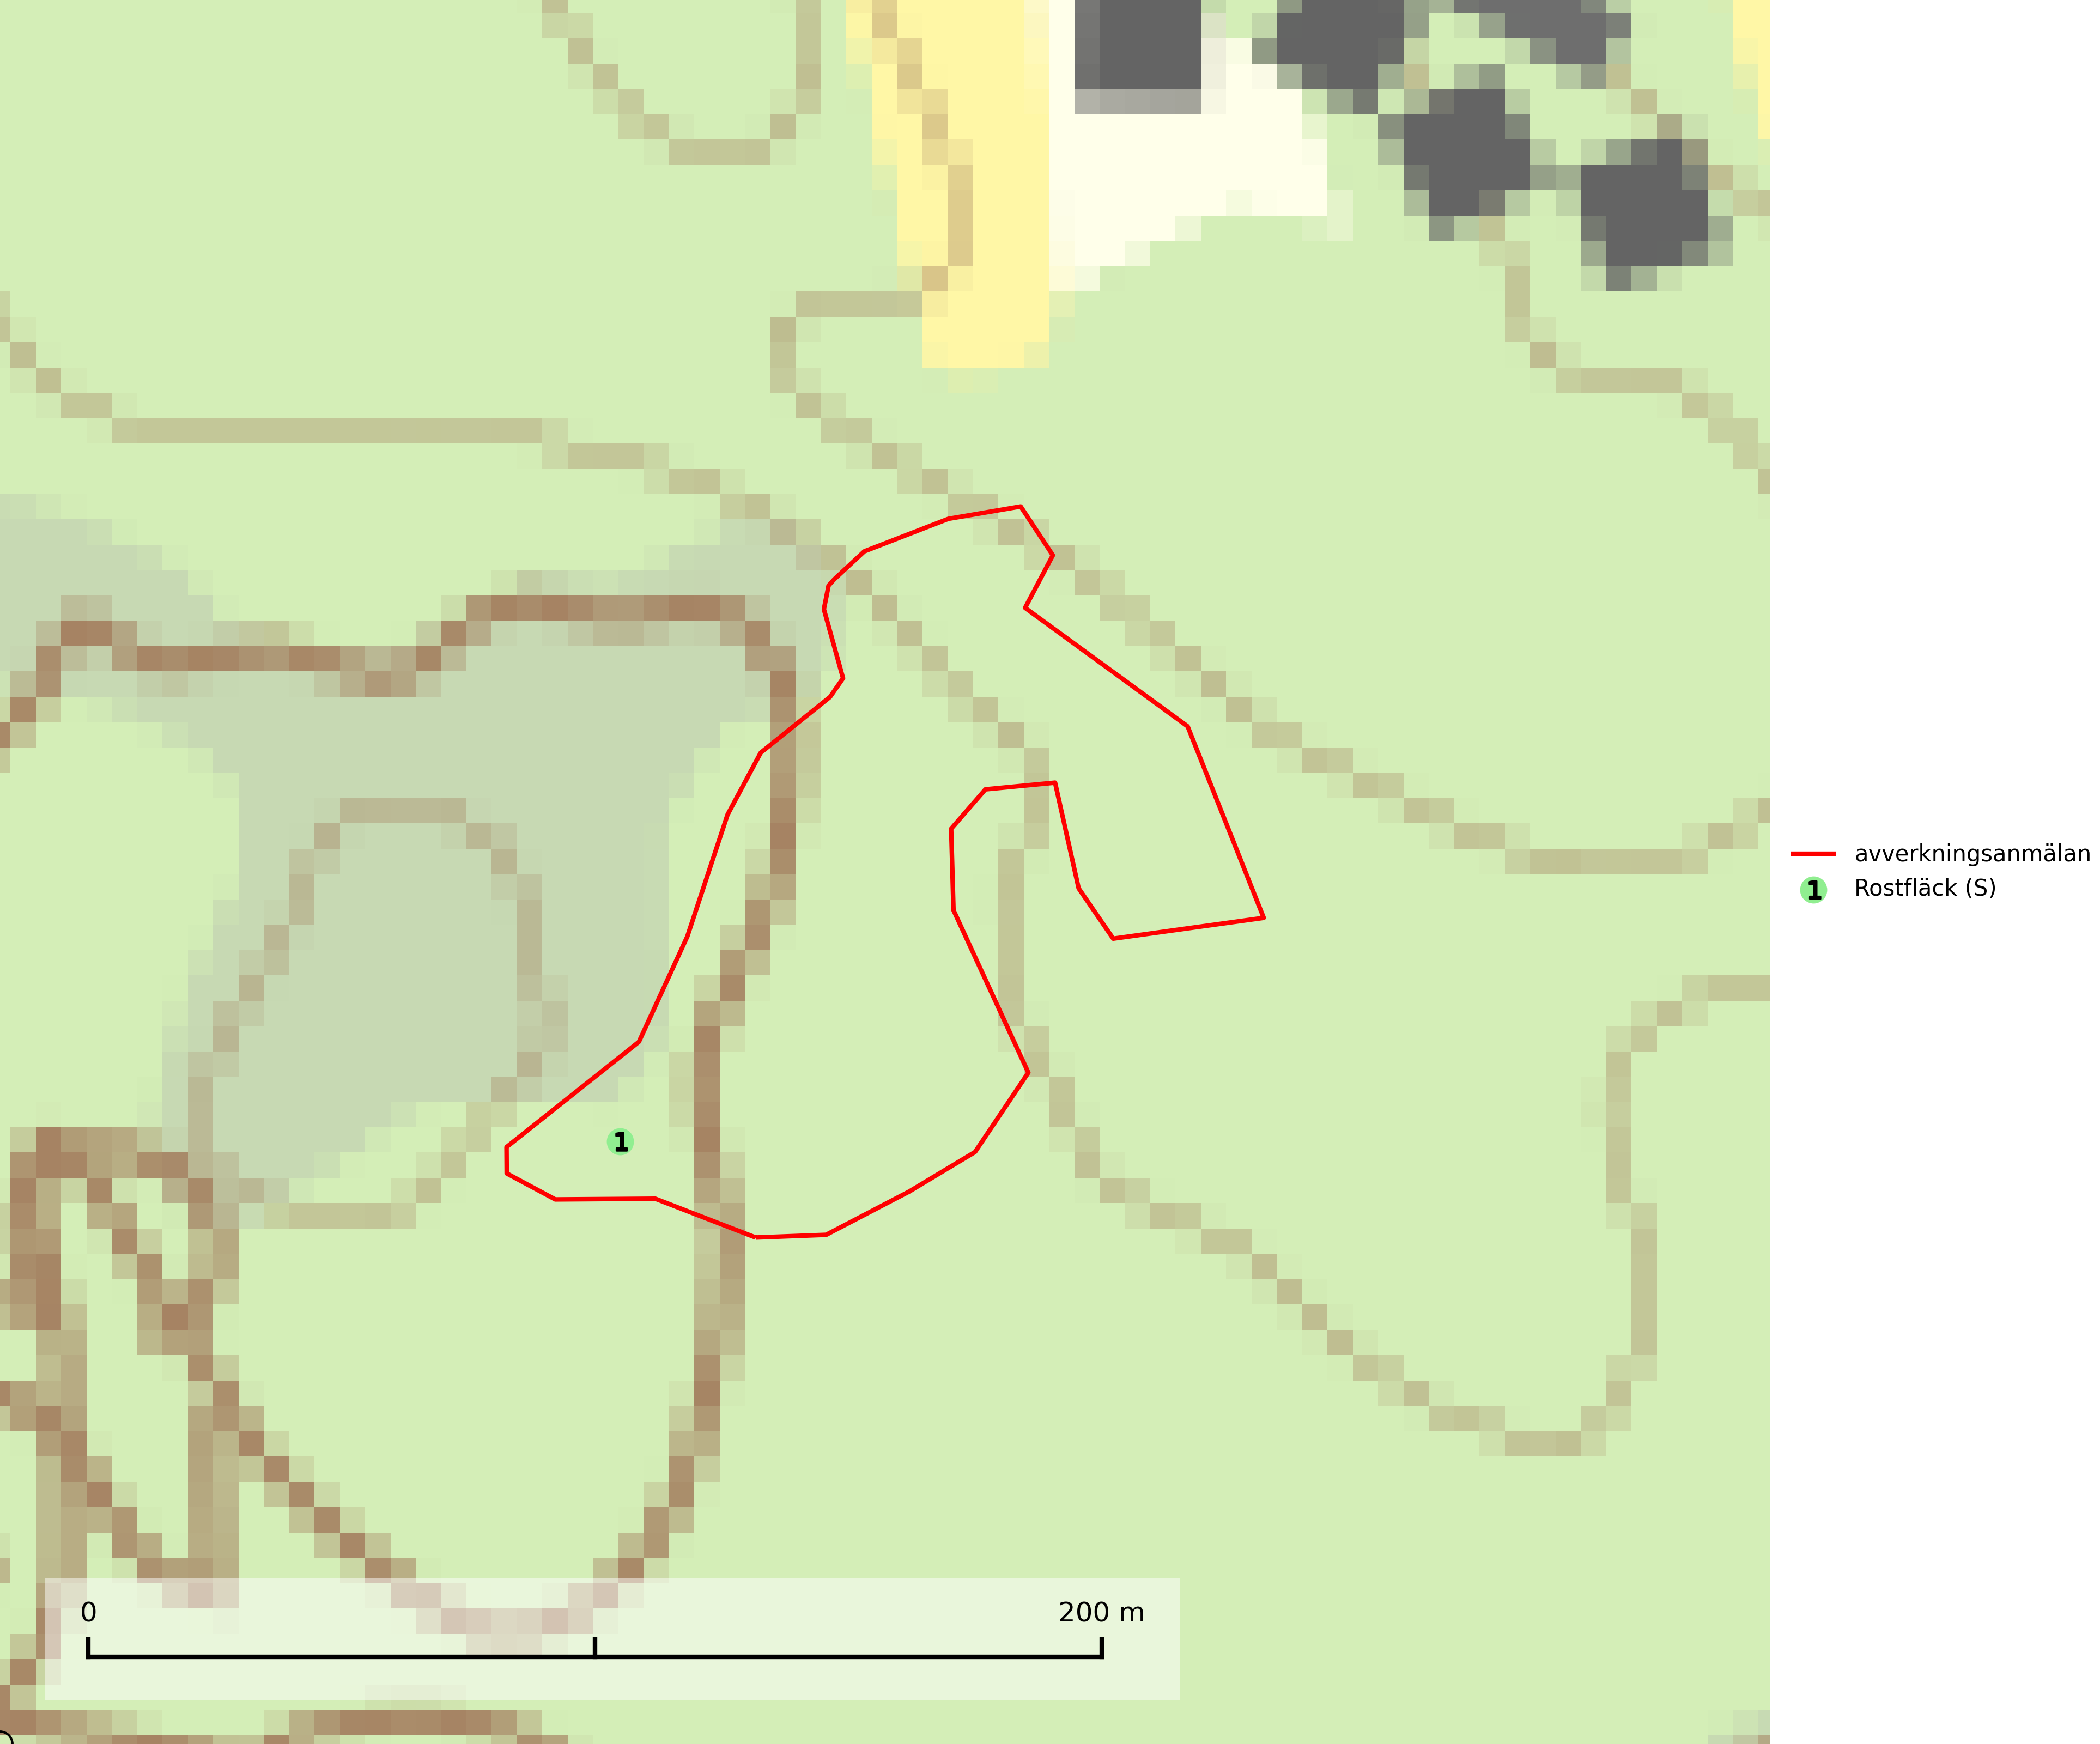 avverkningsanmälan
1 Rostfläck (S)
1
0 200 m